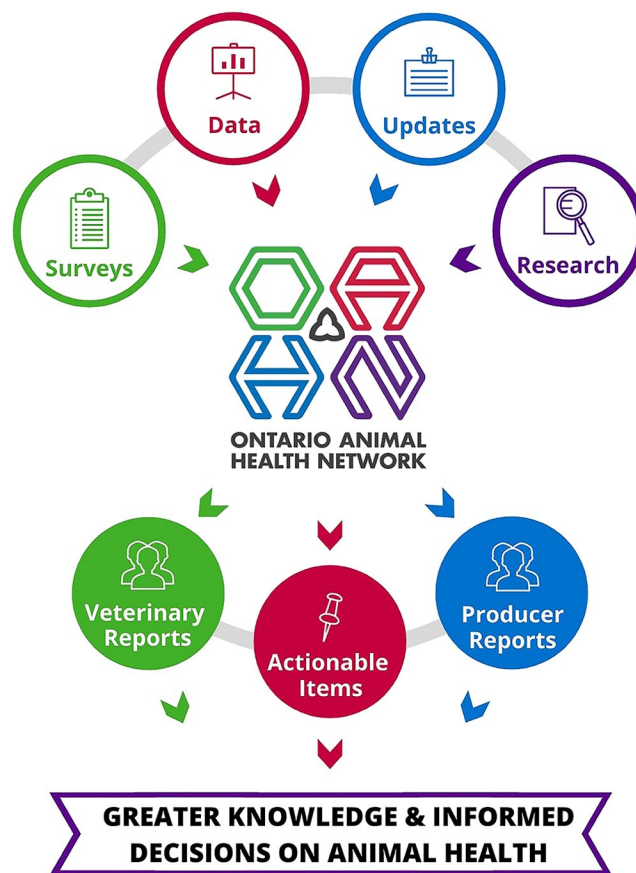 Data
Updates
Surveys
Research
OAHN
ONTARIO ANIMAL
HEALTH NETWORK
Veterinary
Reports
Actionable
Items
Producer
Reports
GREATER KNOWLEDGE & INFORMED
DECISIONS ON ANIMAL HEALTH